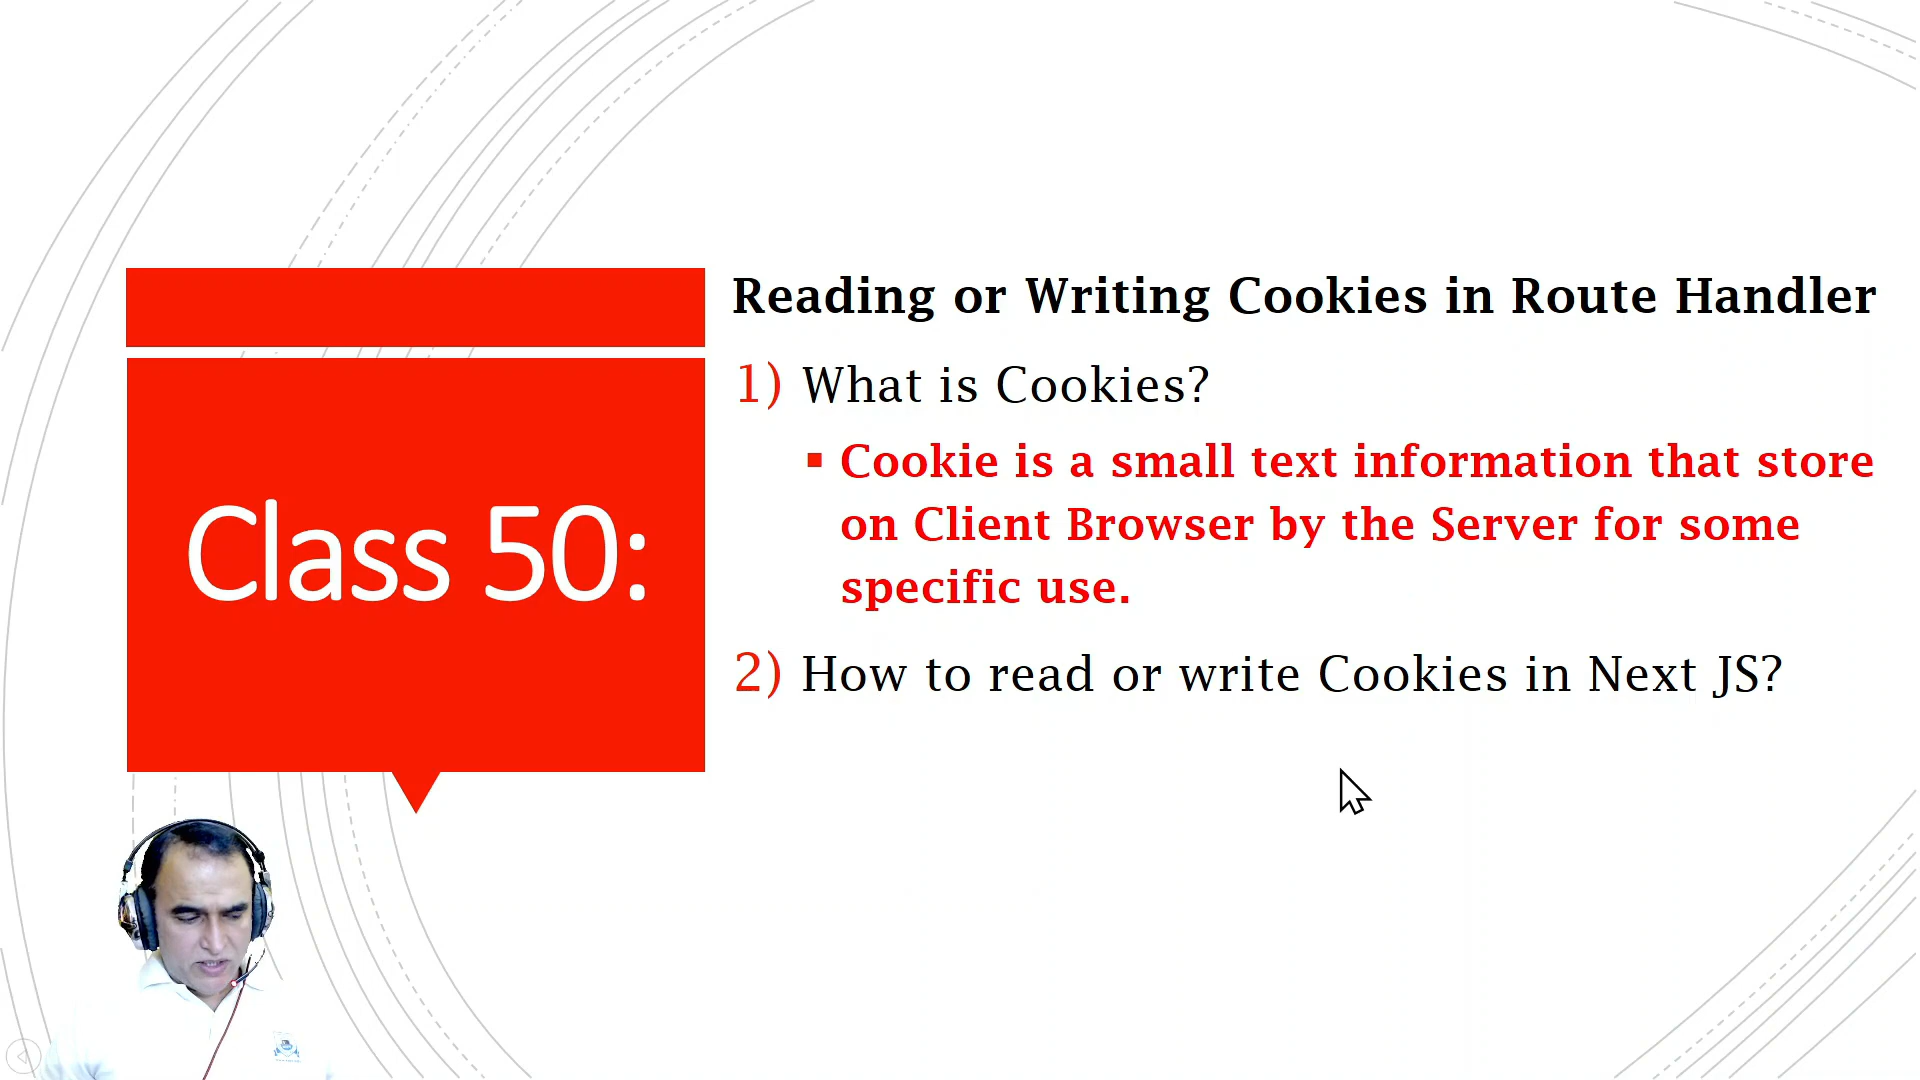 Class 50:
Reading or Writing Cookies in Route Handler
1) What is Cookies?
▪ Cookie is a small text information that store
on Client Browser by the Server for some
specific use.
2) How to read or write Cookies in Next JS?